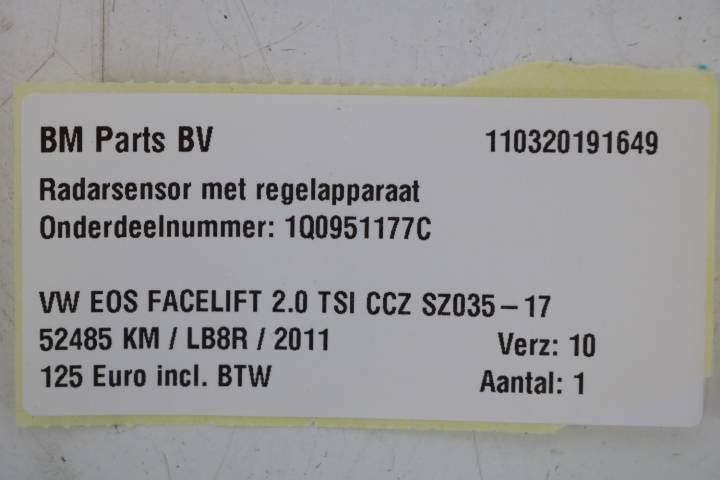 BM Parts BV 110320191649
Radarsensor met regelapparaat
Onderdeelnummer: 1Q0951177C
VW EOS FACELIFT 2.0 TSI CCZ SZ035-17
52485 KM / LB8R / 2011 Verz: 10
125 Euro incl. BTW Aantal: 1